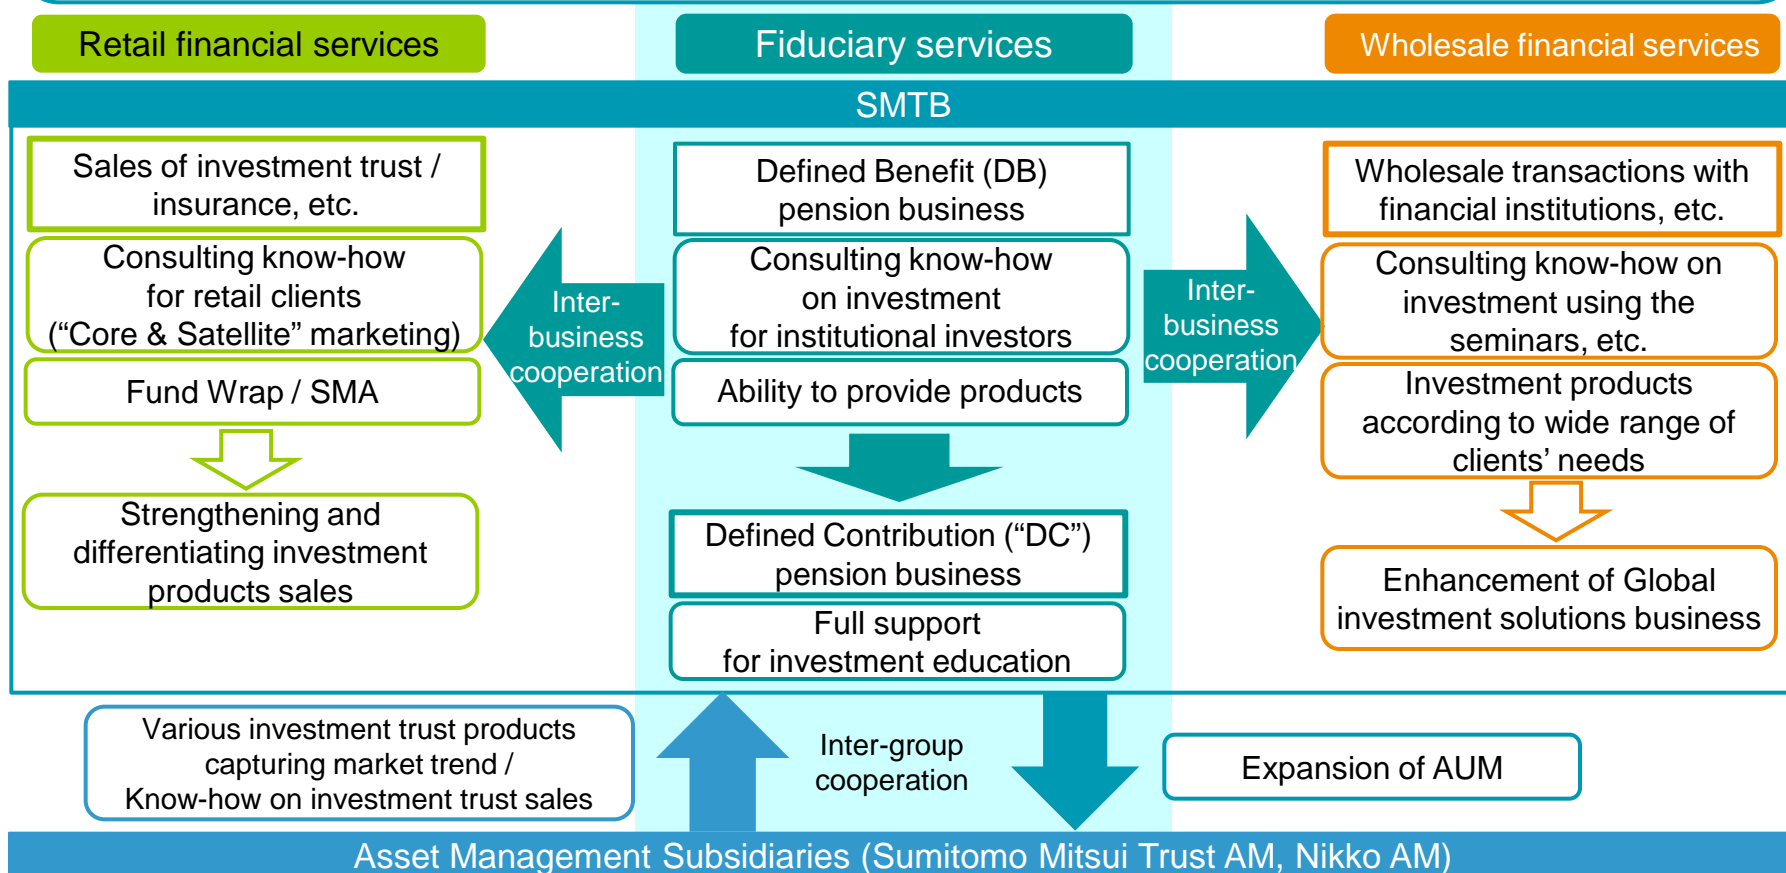 Retail financial services
Fiduciary services
Wholesale financial services
SMTB
Sales of investment trust /
insurance, etc.
Consulting know-how
for retail clients
(“Core & Satellite” marketing)
Fund Wrap / SMA
Strengthening and
differentiating investment
products sales
Inter-
business
cooperation
Defined Benefit (DB)
pension business
Consulting know-how
on investment
for institutional investors
Ability to provide products
Defined Contribution (“DC”)
pension business
Full support
for investment education
Inter-
business
cooperation
Wholesale transactions with
financial institutions, etc.
Consulting know-how on
investment using the
seminars, etc.
Investment products
according to wide range of
clients’ needs
Enhancement of Global
investment solutions business
Various investment trust products
capturing market trend /
Know-how on investment trust sales
Inter-group
cooperation
Expansion of AUM
Asset Management Subsidiaries (Sumitomo Mitsui Trust AM, Nikko AM)